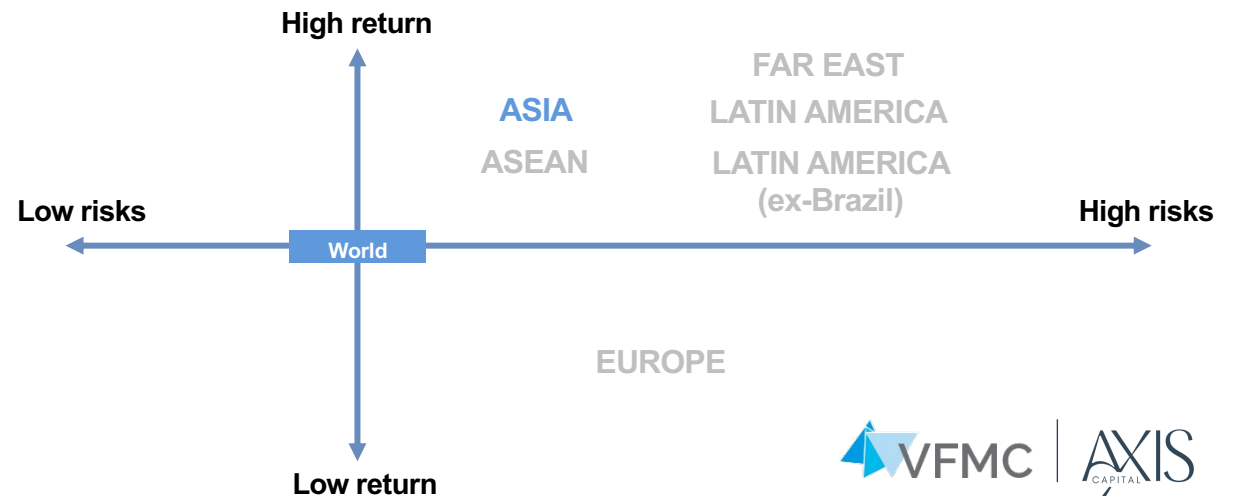 High return
FAR EAST
ASIA
LATIN AMERICA
ASEAN
LATIN AMERICA
(ex-Brazil)
Low risks
High risks
World
EUROPE
VFMC
AXIS
CAPITAL
Low return